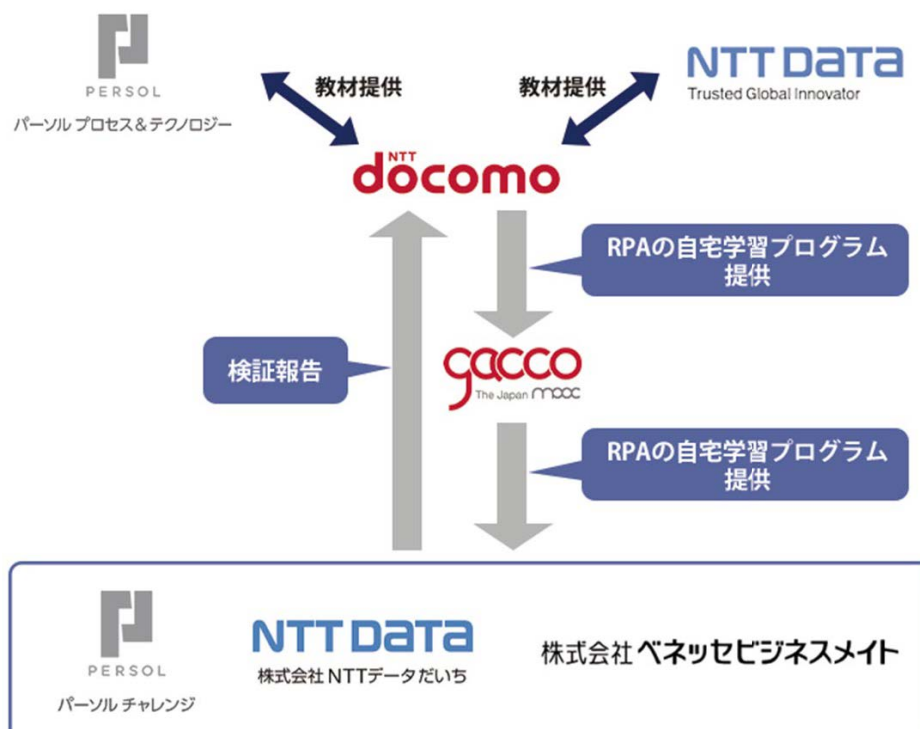 PERSOL
パーソル プロセス＆テクノロジー
教材提供
教材提供
NTT DATA
Trusted Global Innovator
NTT
docomo
RPAの自宅学習プログラム
提供
検証報告
gacco
The Japan mooc
RPAの自宅学習プログラム
提供
PERSOL
パーソル チャレンジ
NTT DATA
株式会社 NTTデータ だいち
株式会社 ベネッセビジネスメイト